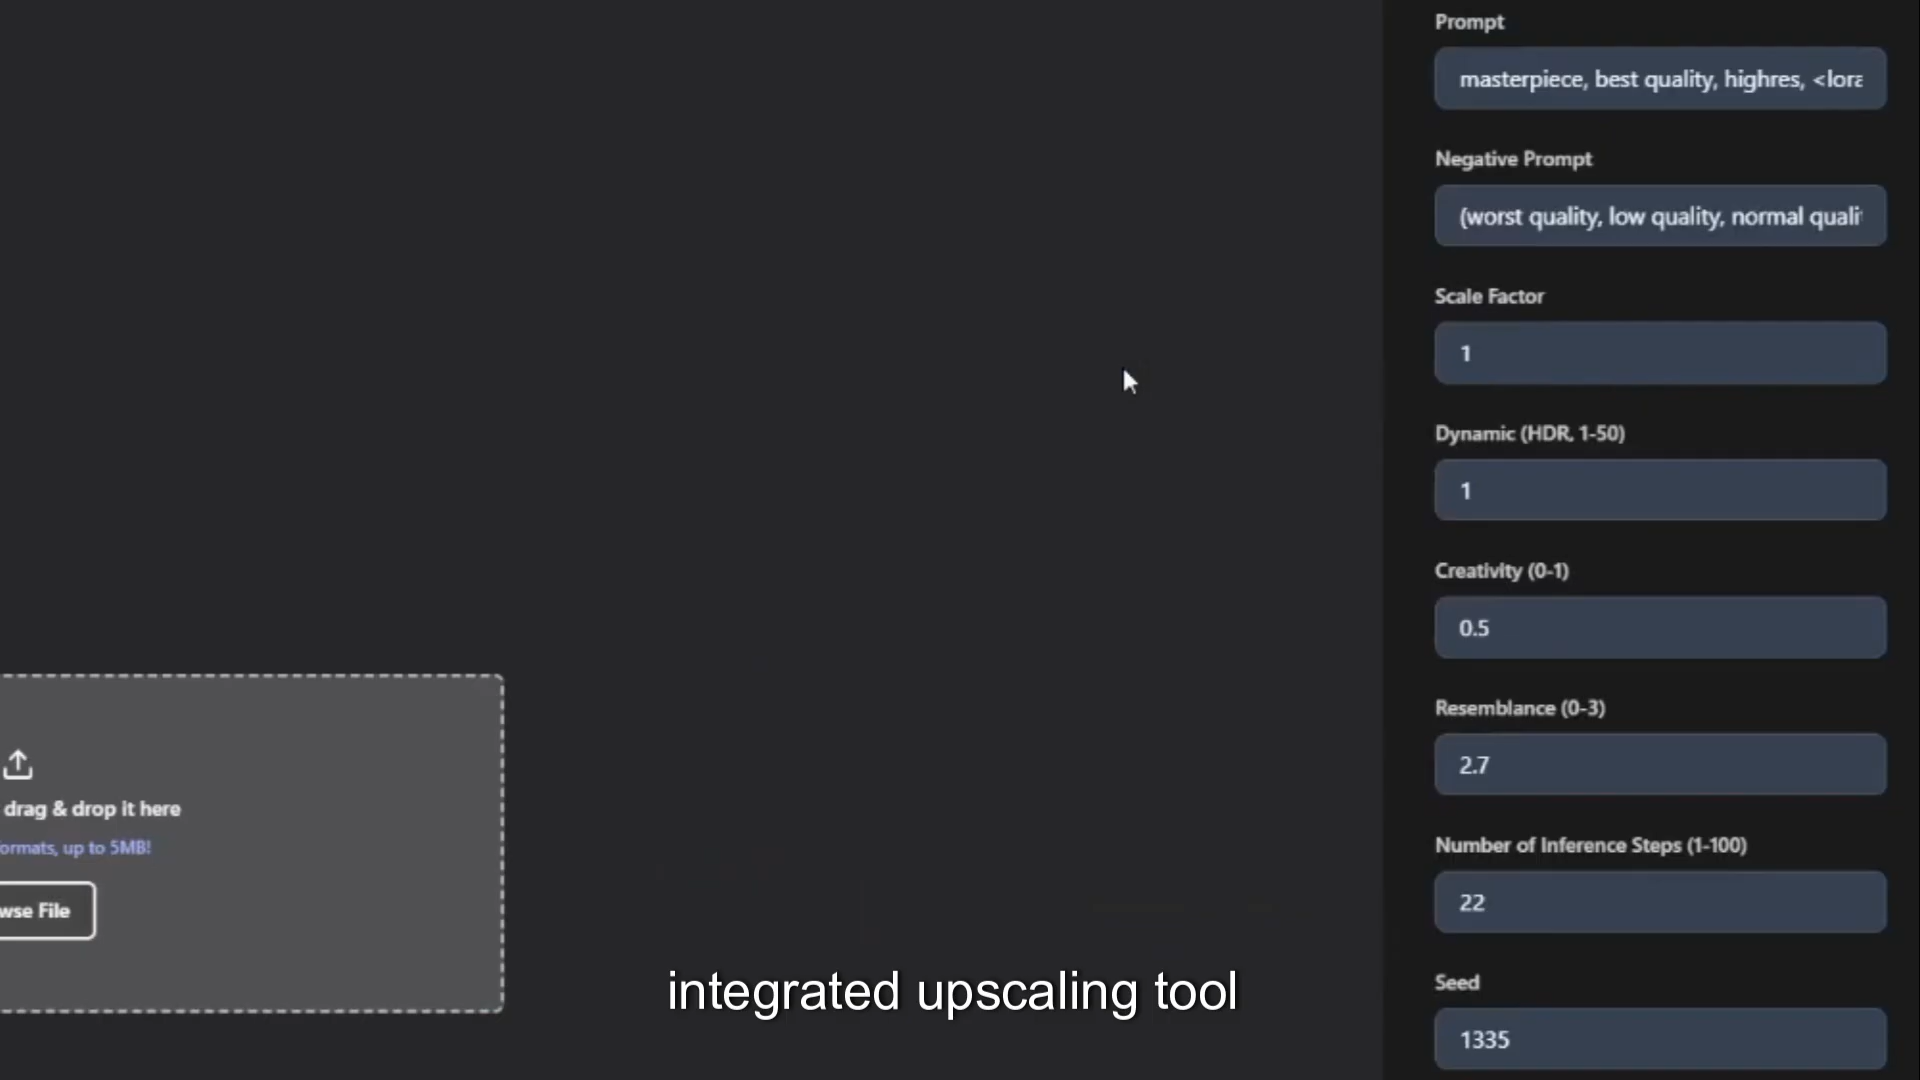 Prompt
masterpiece, best quality, highres, <lora
Negative Prompt
(worst quality, low quality, normal quali
Scale Factor
1
Dynamic (HDR, 1-50)
1
Creativity (0-1)
0.5
Resemblance (0-3)
2.7
Number of Inference Steps (1-100)
22
Seed
1335
drag & drop it here
ormats, up to 5MB!
wse File
integrated upscaling tool